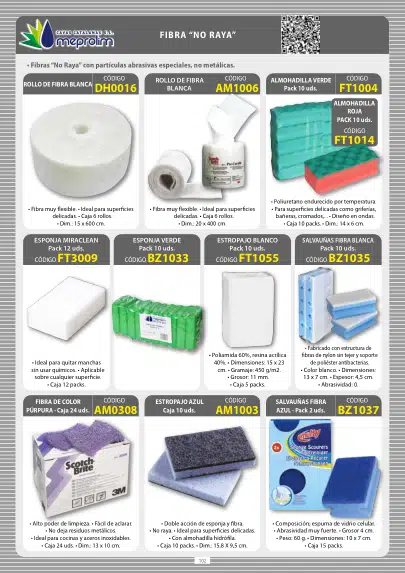 CAYAN CATALUNYA S.L.
meprolim
FIBRA “NO RAYA”
• Fibras “No Raya” con partículas abrasivas especiales, no metálicas.
ROLLO DE FIBRA BLANCA
CÓDIGO
DH0016
• Fibra muy flexible. • Ideal para superficies
delicadas. • Caja 6 rollos.
• Dim.: 15 x 600 cm.
ROLLO DE FIBRA
BLANCA
CÓDIGO
AM1006
• Fibra muy flexible. • Ideal para superficies
delicadas. • Caja 6 rollos.
• Dim.: 20 x 400 cm
ALMOHADILLA VERDE
Pack 10 uds.
CÓDIGO
FT1004
ALMOHADILLA
ROJA
PACK 10 uds.
CÓDIGO
FT1014
• Poliuretano endurecido por temperatura.
• Para superficies delicadas como griferías,
bañeras, cromados,.. • Diseño en ondas.
• Caja 10 packs. • Dim.: 14 x 6 cm.
ESPONJA MIRACLEAN
Pack 12 uds.
CÓDIGO FT3009
• Ideal para quitar manchas
sin usar químicos. • Aplicable
sobre cualquier superficie.
• Caja 12 packs.
ESPONJA VERDE
Pack 10 uds.
CÓDIGO BZ1033
ESTROPAJO BLANCO
Pack 10 uds.
CÓDIGO FT1055
• Poliamida 60%, resina acrílica
40%. • Dimensiones: 15 x 23
cm. • Gramaje: 450 g/m2.
• Grosor: 11 mm.
• Caja 5 packs.
SALVAUÑAS FIBRA BLANCA
Pack 10 uds.
CÓDIGO BZ1035
• Fabricado con estructura de
fibras de nylon sin tejer y soporte
de poliéster antibacterias.
• Color blanco. • Dimensiones:
13 x 7 cm. • Espesor: 4,5 cm.
• Abrasividad: 0.
FIBRA DE COLOR
PÚRPURA - Caja 24 uds.
CÓDIGO
AM0308
Scotch-
Brite
3M
• Alto poder de limpieza. • Fácil de aclarar.
• No deja residuos metálicos
• Ideal para cocinas y aceros inoxidables
• Caja 24 uds. • Dim.: 13 x 10 cm.
ESTROPAJO AZUL
Caja 10 uds.
CÓDIGO
AM1003
• Doble acción de esponja y fibra.
• No raya. • Ideal para superficies delicadas.
• Con almohadilla hidrófila.
• Caja 10 packs. • Dim.: 15,8 X 9,5 cm.
SALVAUÑAS FIBRA
AZUL - Pack 2 uds.
CÓDIGO
BZ1037
• Composición; espuma de vidrio celular.
• Abrasividad muy fuerte. • Grosor 4 cm.
• Peso: 60 g. • Dimensiones: 10 x 7 cm.
• Caja 15 packs.
102